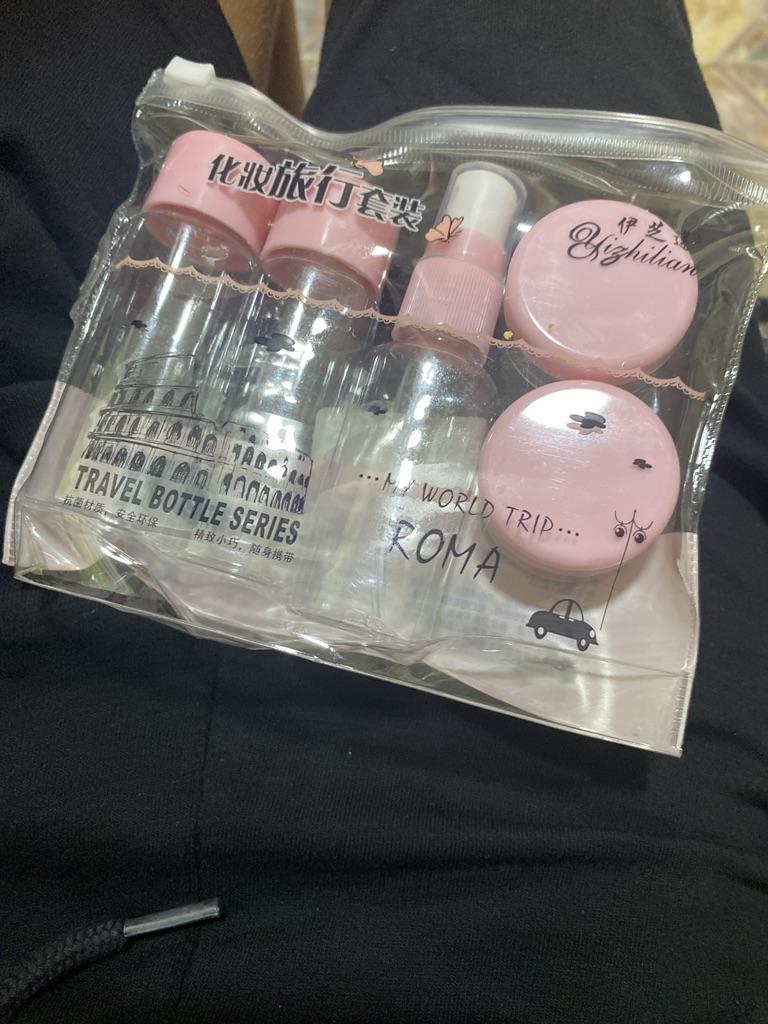 化妆旅行套装
伊芝
Yizhilian
TRAVEL BOTTLE SERIES
抗菌材质，安全环保
精致小巧，随身携带
...MY WORLD TRIP...
ROMA